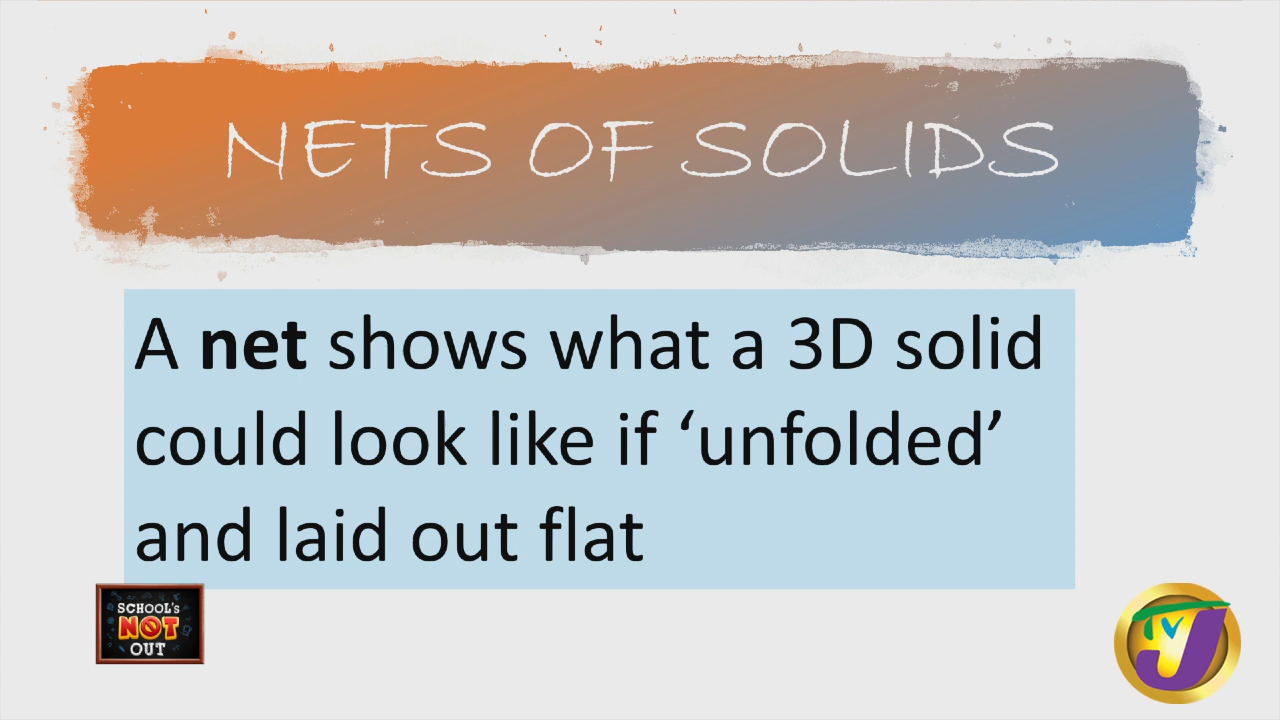 NETS OF SOLIDS
A net shows what a 3D solid
could look like if ‘unfolded’
and laid out flat
SCHOOL's
NOT
OUT
TVJ